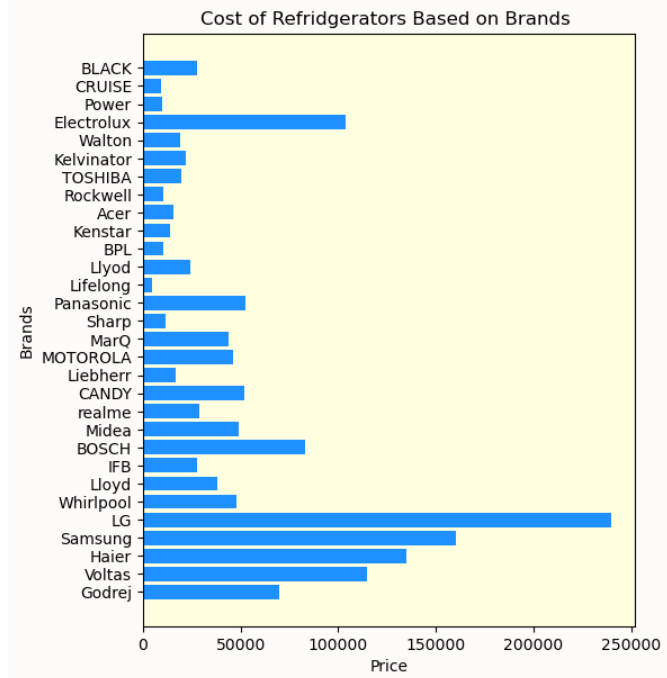 Cost of Refridgerators Based on Brands
BLACK
CRUISE
Power
Electrolux
Walton
Kelvinator
TOSHIBA
Rockwell
Acer
Kenstar
BPL
Llyod
Lifelong
Panasonic
Sharp
MarQ
MOTOROLA
Liebherr
CANDY
realme
Midea
BOSCH
IFB
Lloyd
Whirlpool
LG
Samsung
Haier
Voltas
Godrej
Brands
0 50000 100000 150000 200000 250000
Price